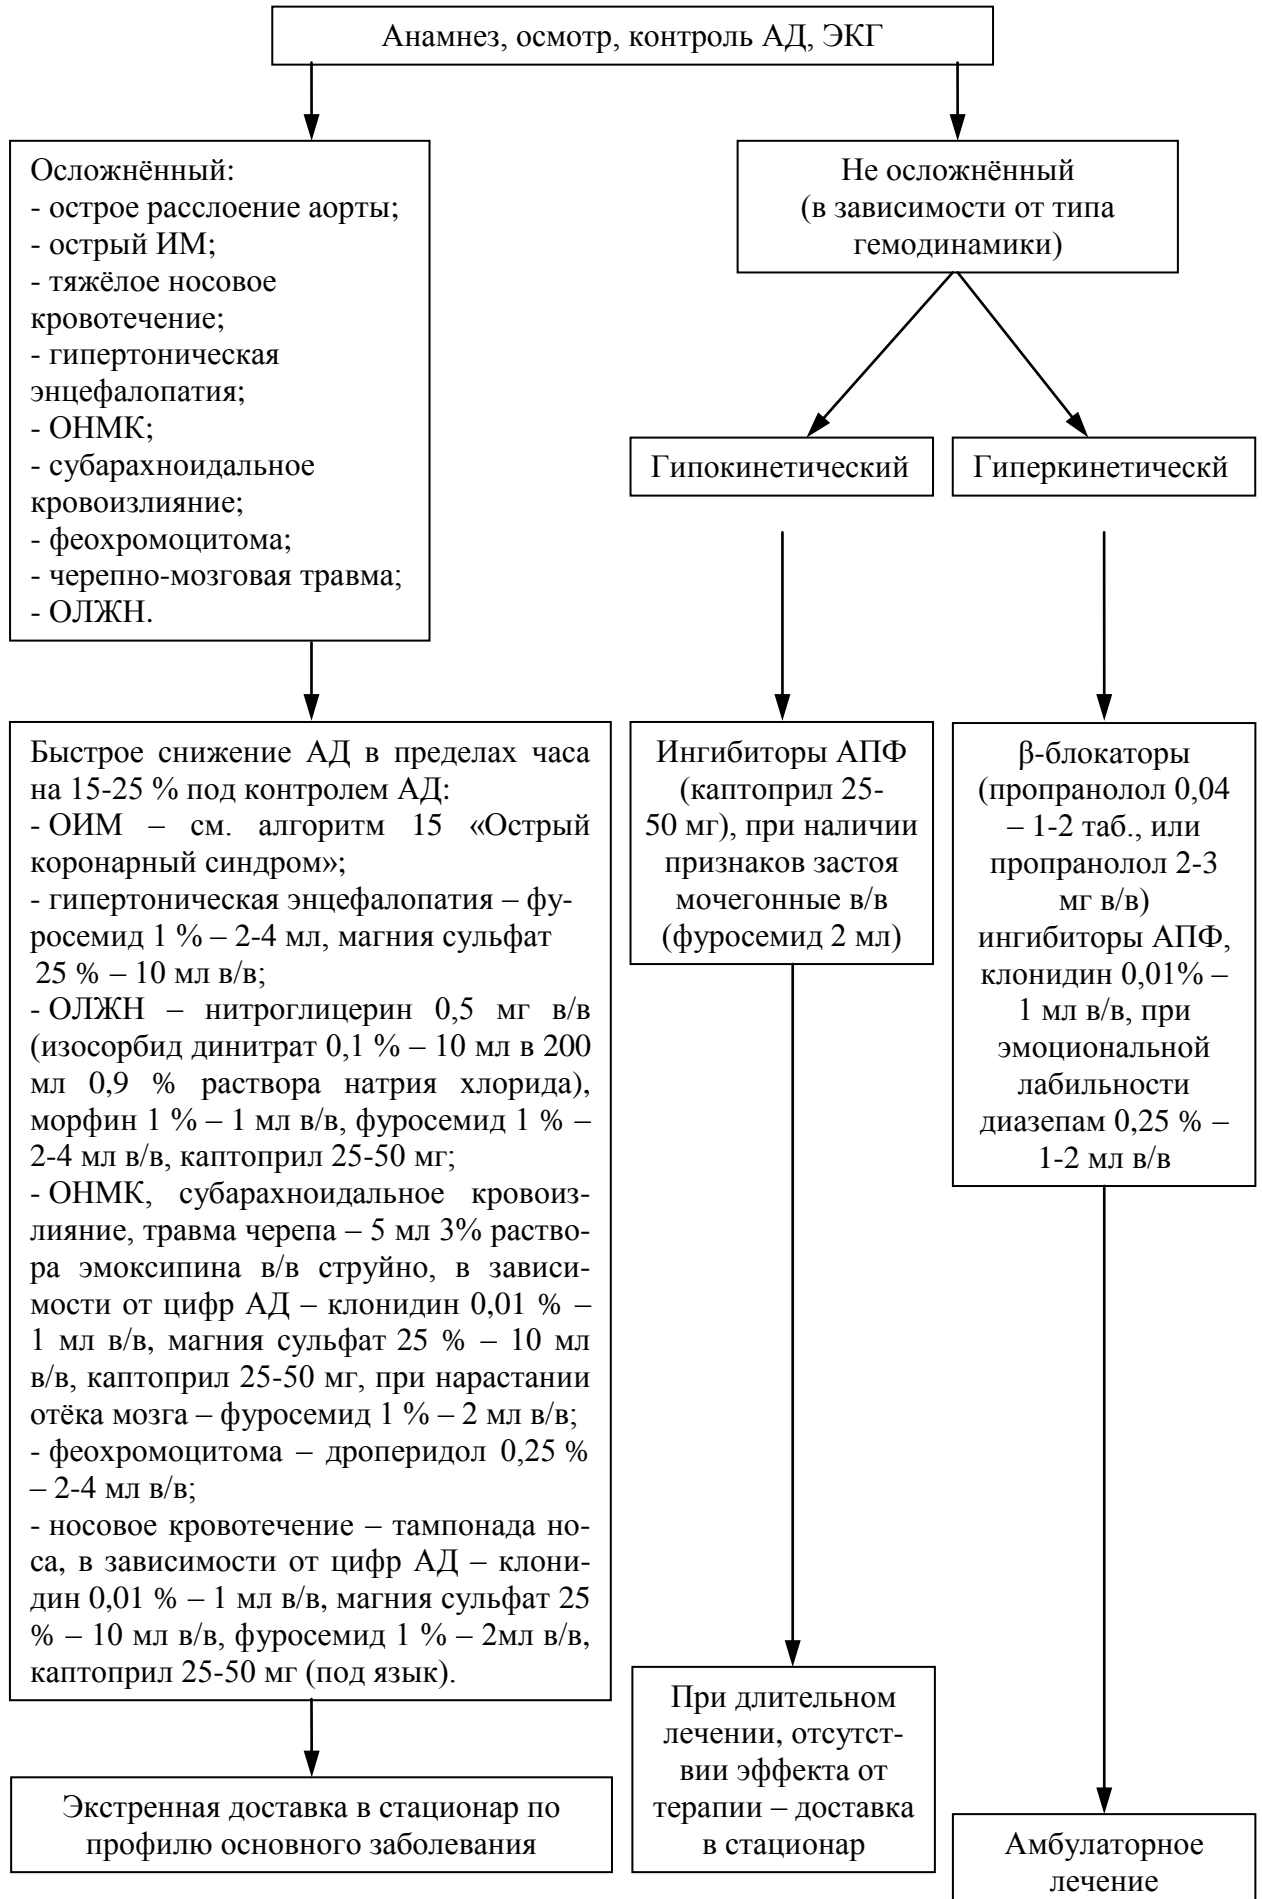 Анамнез, осмотр, контроль АД, ЭКГ
Осложнённый:
- острое расслоение аорты;
- острый ИМ;
- тяжёлое носовое
кровотечение;
- гипертоническая
энцефалопатия;
- ОНМК;
- субарахноидальное
кровоизлияние;
- феохромоцитома;
- черепно-мозговая травма;
- ОЛЖН.
Не осложнённый
(в зависимости от типа
гемодинамики)
Гипокинетический
Гиперкинетическй
Быстрое снижение АД в пределах часа
на 15-25 % под контролем АД:
- ОИМ – см. алгоритм 15 «Острый
коронарный синдром»;
- гипертоническая энцефалопатия – фу-
росемид 1 % – 2-4 мл, магния сульфат
25 % – 10 мл в/в;
- ОЛЖН – нитроглицерин 0,5 мг в/в
(изосорбид динитрат 0,1 % – 10 мл в 200
мл 0,9 % раствора натрия хлорида),
морфин 1 % – 1 мл в/в, фуросемид 1 % –
2-4 мл в/в, каптоприл 25-50 мг;
- ОНМК, субарахноидальное кровоиз-
лияние, травма черепа – 5 мл 3% раство-
ра эмоксипина в/в струйно, в зависи-
мости от цифр АД – клонидин 0,01 % –
1 мл в/в, магния сульфат 25 % – 10 мл
в/в, каптоприл 25-50 мг, при нарастании
отёка мозга – фуросемид 1 % – 2 мл в/в;
- феохромоцитома – дроперидол 0,25 %
– 2-4 мл в/в;
- носовое кровотечение – тампонада но-
са, в зависимости от цифр АД – клони-
дин 0,01 % – 1 мл в/в, магния сульфат 25
% – 10 мл в/в, фуросемид 1 % – 2мл в/в,
каптоприл 25-50 мг (под язык).
Ингибиторы АПФ
(каптоприл 25-
50 мг), при наличии
признаков застоя
мочегонные в/в
(фуросемид 2 мл)
β-блокаторы
(пропранолол 0,04
– 1-2 таб., или
пропранолол 2-3
мг в/в)
ингибиторы АПФ,
клонидин 0,01% –
1 мл в/в, при
эмоциональной
лабильности
диазепам 0,25 % –
1-2 мл в/в
Экстренная доставка в стационар по
профилю основного заболевания
При длительном
лечении, отсутст-
вии эффекта от
терапии – доставка
в стационар
Амбулаторное
лечение